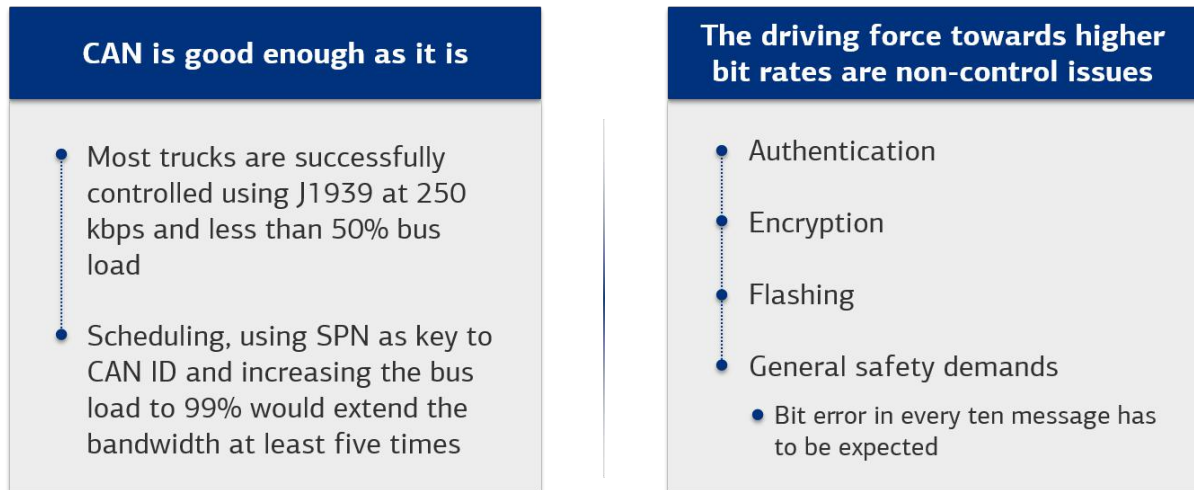 CAN is good enough as it is
Most trucks are successfully
controlled using J1939 at 250
kbps and less than 50% bus
load
Scheduling, using SPN as key to
CAN ID and increasing the bus
load to 99% would extend the
bandwidth at least five times
The driving force towards higher
bit rates are non-control issues
Authentication
Encryption
Flashing
General safety demands
Bit error in every ten message has
to be expected